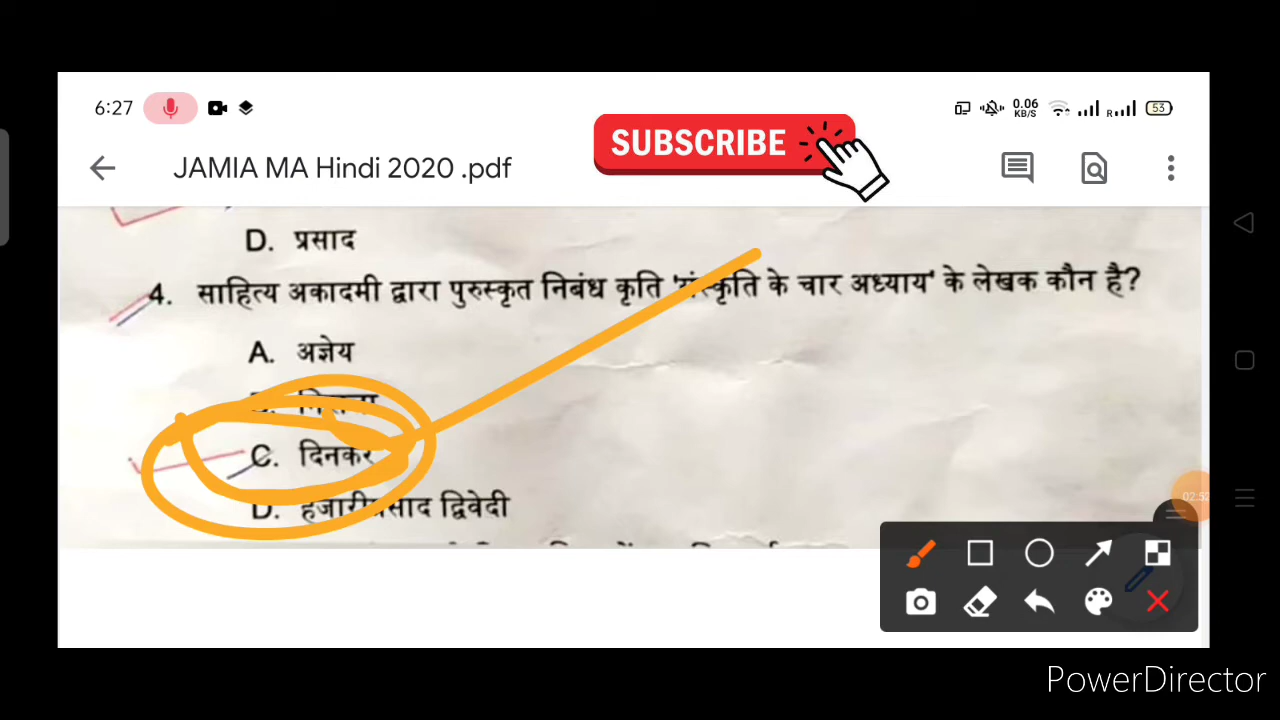 6:27
0.06
KB/S
R
53
SUBSCRIBE
JAMIA MA Hindi 2020 .pdf
D. प्रसाद
4. साहित्य अकादमी द्वारा पुरुस्कृत निबंध कृति 'संस्कृति के चार अध्याय' के लेखक कौन है?
A. अज्ञेय
C. दिनकर
D. हजारीप्रसाद द्विवेदी
PowerDirector